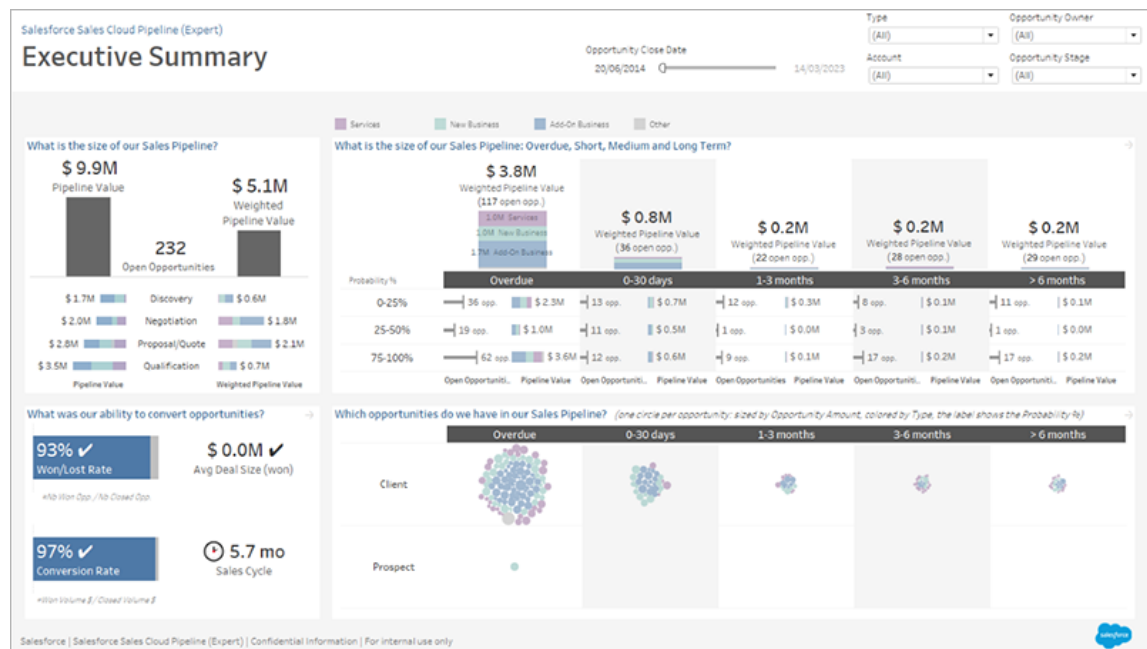 Salesforce Sales Cloud Pipeline (Expert)
Executive Summary
Opportunity Close Date
20/06/2014
14/03/2023
Type
(All)
Opportunity Owner
(All)
Account
(All)
Opportunity Stage
(All)
Services
New Business
Add-On Business
Other
What is the size of our Sales Pipeline?
$ 9.9M
Pipeline Value
232
Open Opportunities
$ 5.1M
Weighted
Pipeline Value
$ 1.7M Discovery $ 0.6M
$ 2.0M Negotiation $ 1.8M
$ 2.8M Proposal/Quote $ 2.1M
$ 3.5M Qualification $ 0.7M
Pipeline Value Weighted Pipeline Value
What is the size of our Sales Pipeline: Overdue, Short, Medium and Long Term?
$ 3.8M
Weighted Pipeline Value
(117 open opp.)
1.0M Services
1.0M New Business
1.7M Add-On Business
$ 0.8M
Weighted Pipeline Value
(36 open opp.)
$ 0.2M
Weighted Pipeline Value
(22 open opp.)
$ 0.2M
Weighted Pipeline Value
(28 open opp.)
$ 0.2M
Weighted Pipeline Value
(29 open opp.)
Probability% Overdue 0-30 days 1-3 months 3-6 months > 6 months
0-25% 36 opp. $ 2.3M 13 opp. $ 0.7M 12 opp. $ 0.3M 8 opp. $ 0.1M 11 opp. $ 0.1M
25-50% 19 opp. $ 1.0M 11 opp. $ 0.5M 1 opp. $ 0.0M 3 opp. $ 0.1M 1 opp. $ 0.0M
75-100% 62 opp. $ 3.6M 12 opp. $ 0.6M 9 opp. $ 0.1M 17 opp. $ 0.2M 17 opp. $ 0.2M
Open Opportuniti.. Pipeline Value Open Opportuniti.. Pipeline Value Open Opportunities Pipeline Value Open Opportuniti.. Pipeline Value Open Opportuniti.. Pipeline Value
What was our ability to convert opportunities?
93% ✔
Won/Lost Rate
$ 0.0M ✔
Avg Deal Size (won)
=Nb Won Opp. / Nb Closed Opp.
97% ✔
Conversion Rate
5.7 mo
Sales Cycle
=Won Volume $ / Closed Volume $
Which opportunities do we have in our Sales Pipeline? (one circle per opportunity: sized by Opportunity Amount, colored by Type, the label shows the Probability %)
Overdue 0-30 days 1-3 months 3-6 months > 6 months
Client
Prospect
Salesforce | Salesforce Sales Cloud Pipeline (Expert) | Confidential Information | For internal use only
salesforce